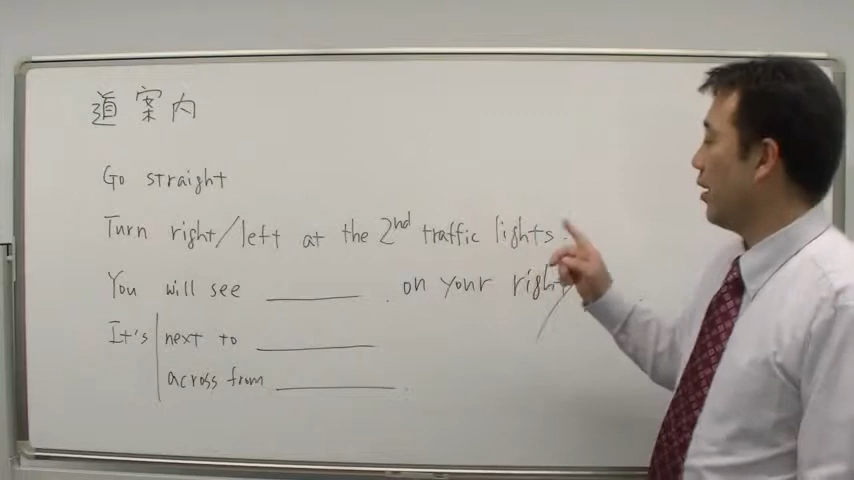 道案内
Go straight
Turn right/left at the 2nd traffic lights.
You will see ______ . on your right
It's next to ______
across from ______ .